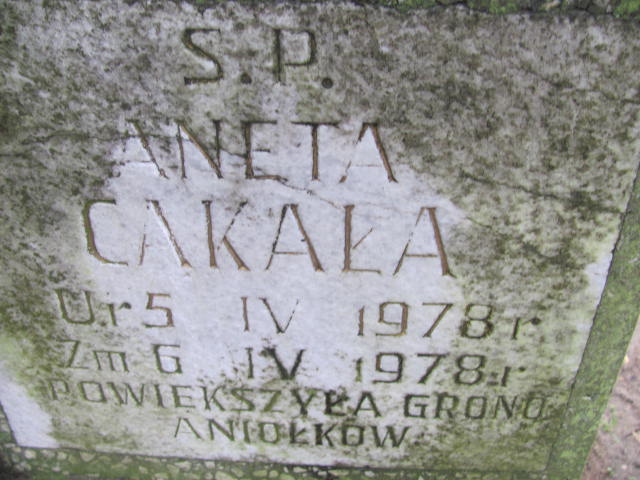 S.P.
ANETA
CAKAŁA
Ur 5 IV 1978 r
Zm 6 IV 1978 r
POWIEKSZYŁA GRONO
ANIOŁKÓW